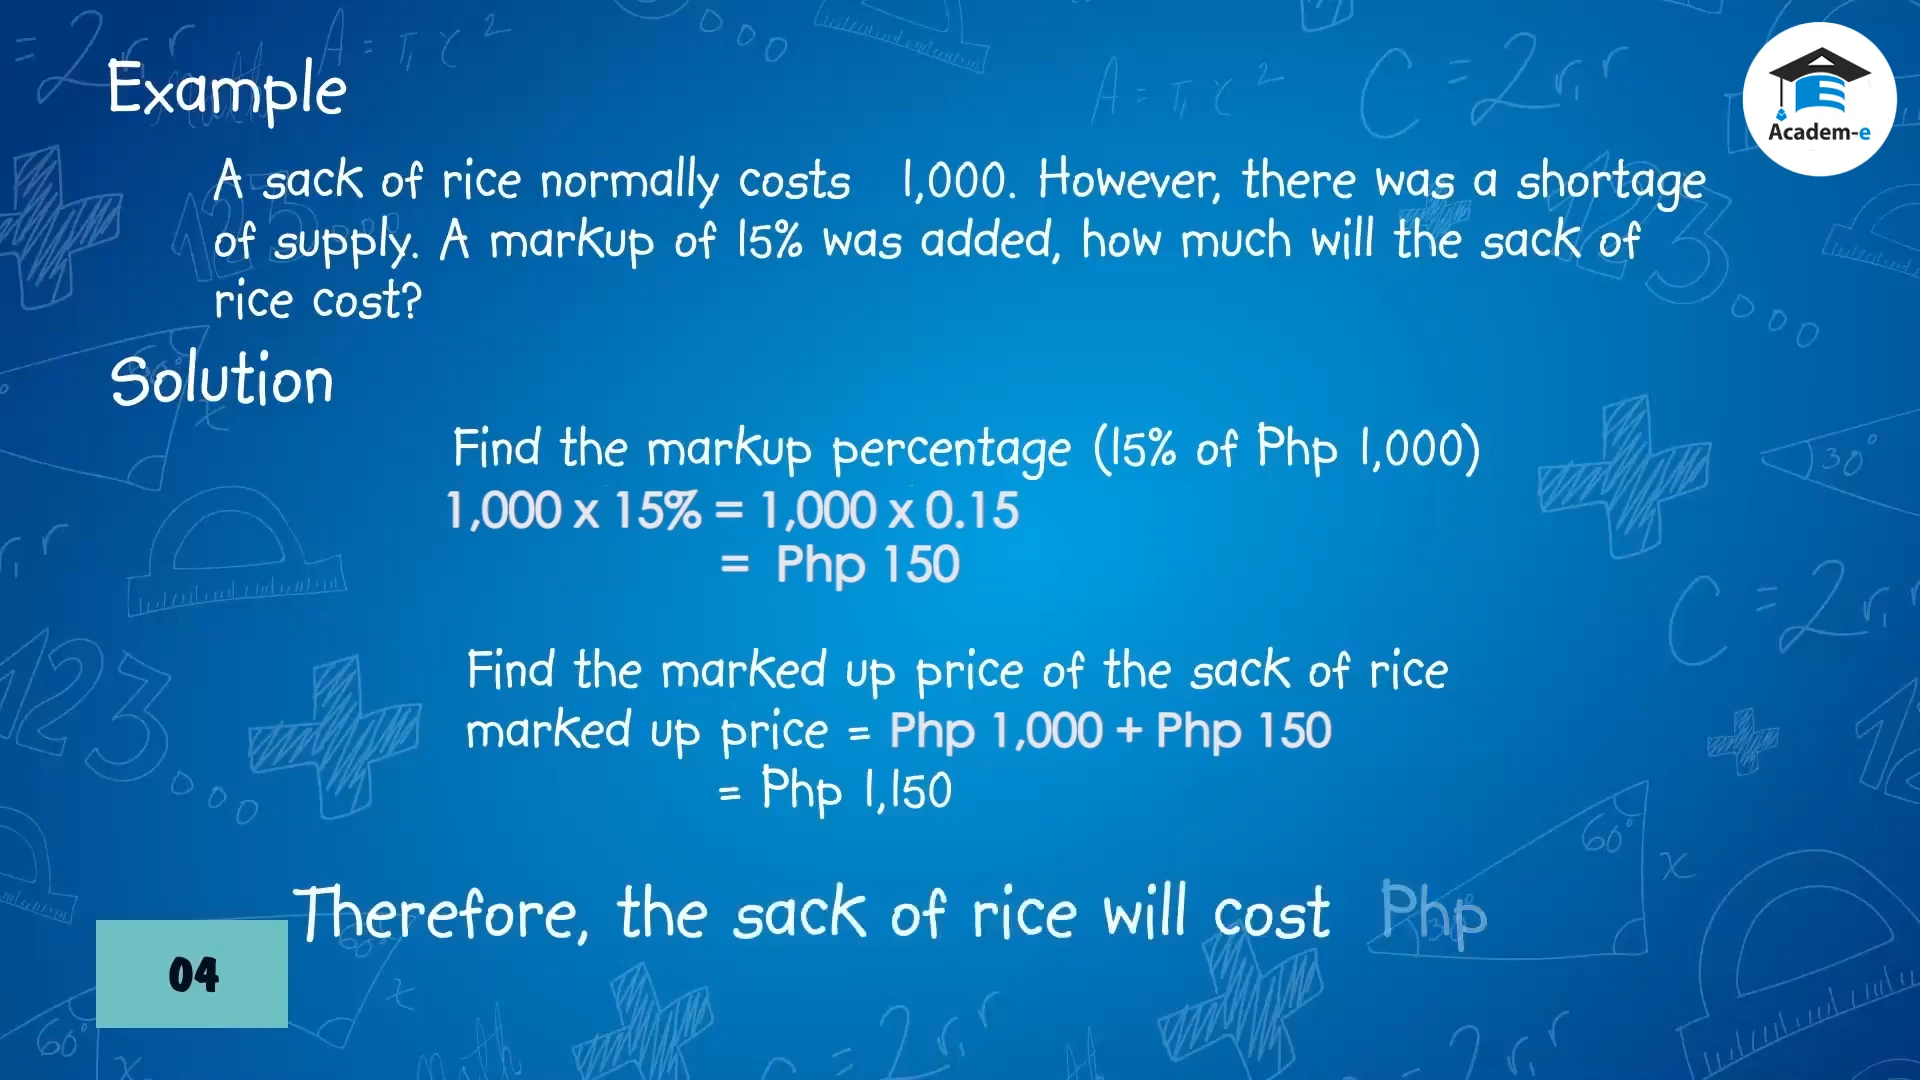 Example
Academ-e
A sack of rice normally costs 1,000. However, there was a shortage
of supply. A markup of 15% was added, how much will the sack of
rice cost?
Solution
Find the markup percentage (15% of Php 1,000)
1,000 x 15% = 1,000 x 0.15
= Php 150
Find the marked up price of the sack of rice
marked up price = Php 1,000 + Php 150
= Php 1,150
Therefore, the sack of rice will cost Php
04